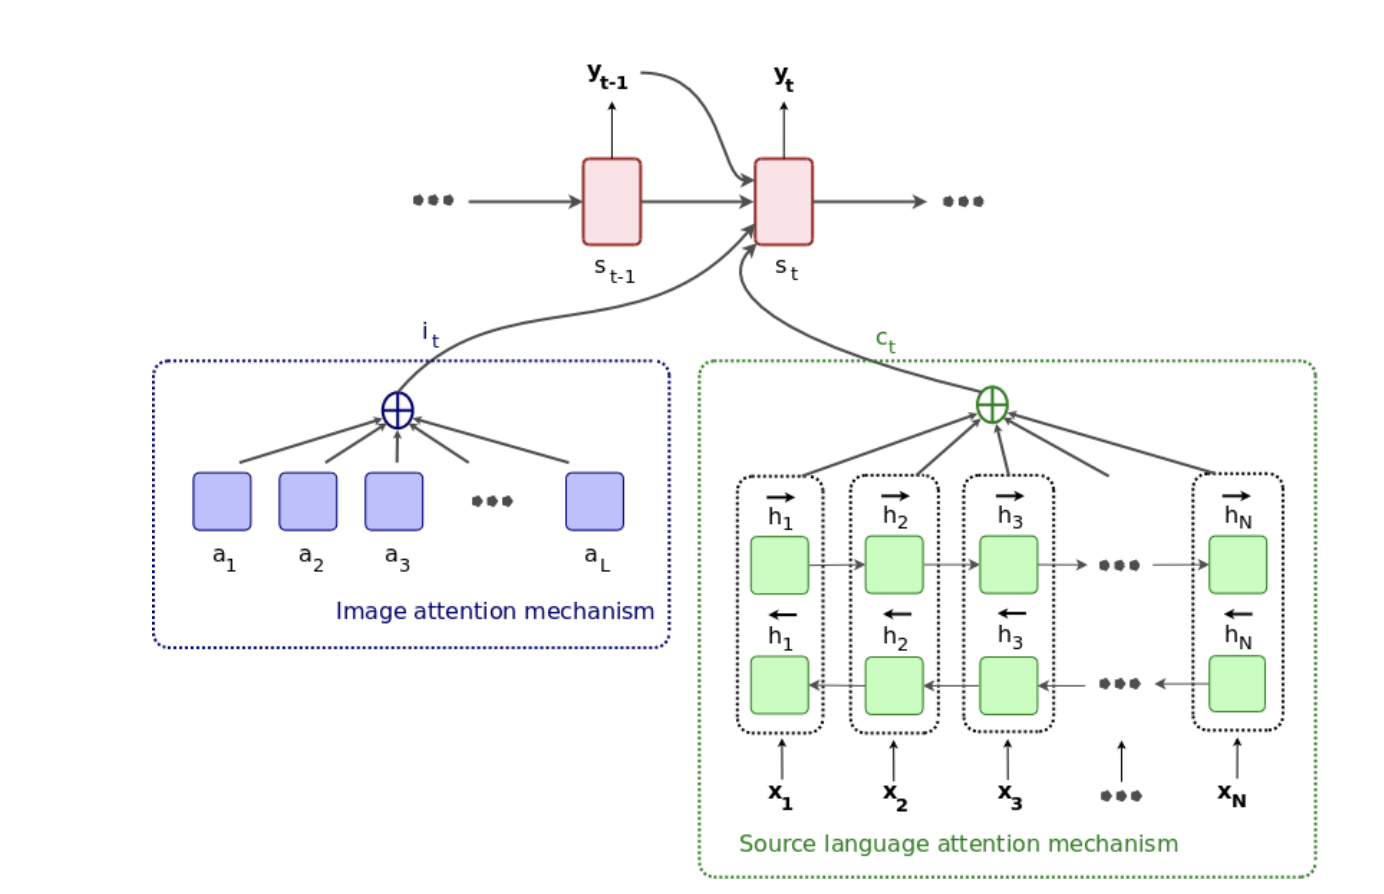 y_t-1 y_t
s_t-1 s_t
i_t c_t
a_1 a_2 a_3 a_L
Image attention mechanism
h_1 h_2 h_3 h_N
h_1 h_2 h_3 h_N
x_1 x_2 x_3 x_N
Source language attention mechanism